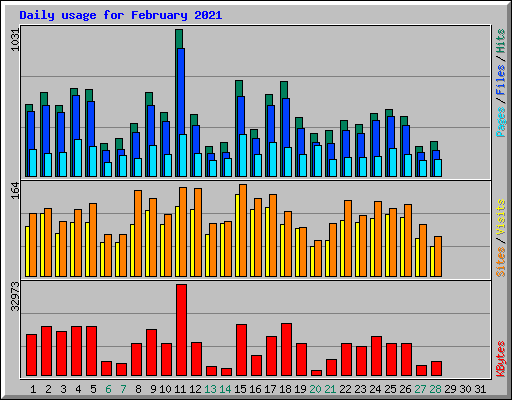 Daily usage for February 2021
1031
Pages / Files / Hits
164
Sites / Visits
32973
KBytes
1 2 3 4 5 6 7 8 9 10 11 12 13 14 15 16 17 18 19 20 21 22 23 24 25 26 27 28 29 30 31